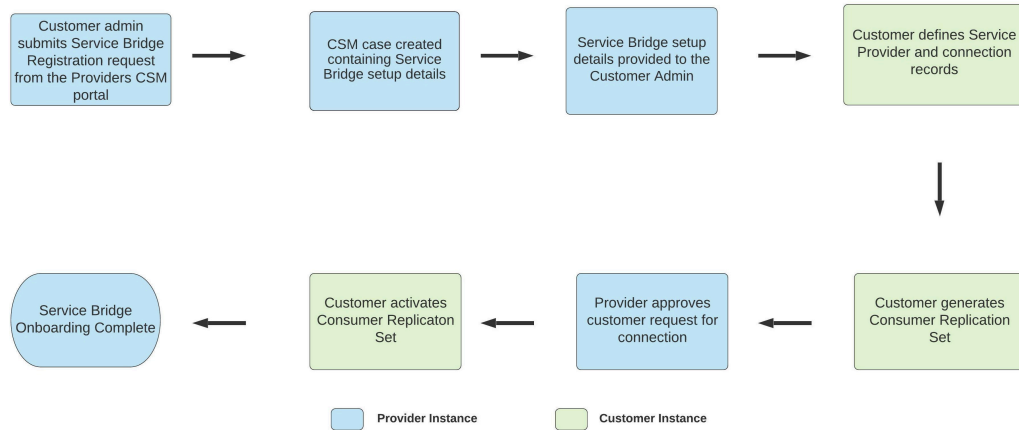 Customer admin
submits Service Bridge
Registration request
from the Providers CSM
portal
CSM case created
containing Service
Bridge setup details
Service Bridge setup
details provided to the
Customer Admin
Customer defines Service
Provider and connection
records
Customer generates
Consumer Replication
Set
Provider approves
customer request for
connection
Customer activates
Consumer Replicaton
Set
Service Bridge
Onboarding Complete
Provider Instance
Customer Instance